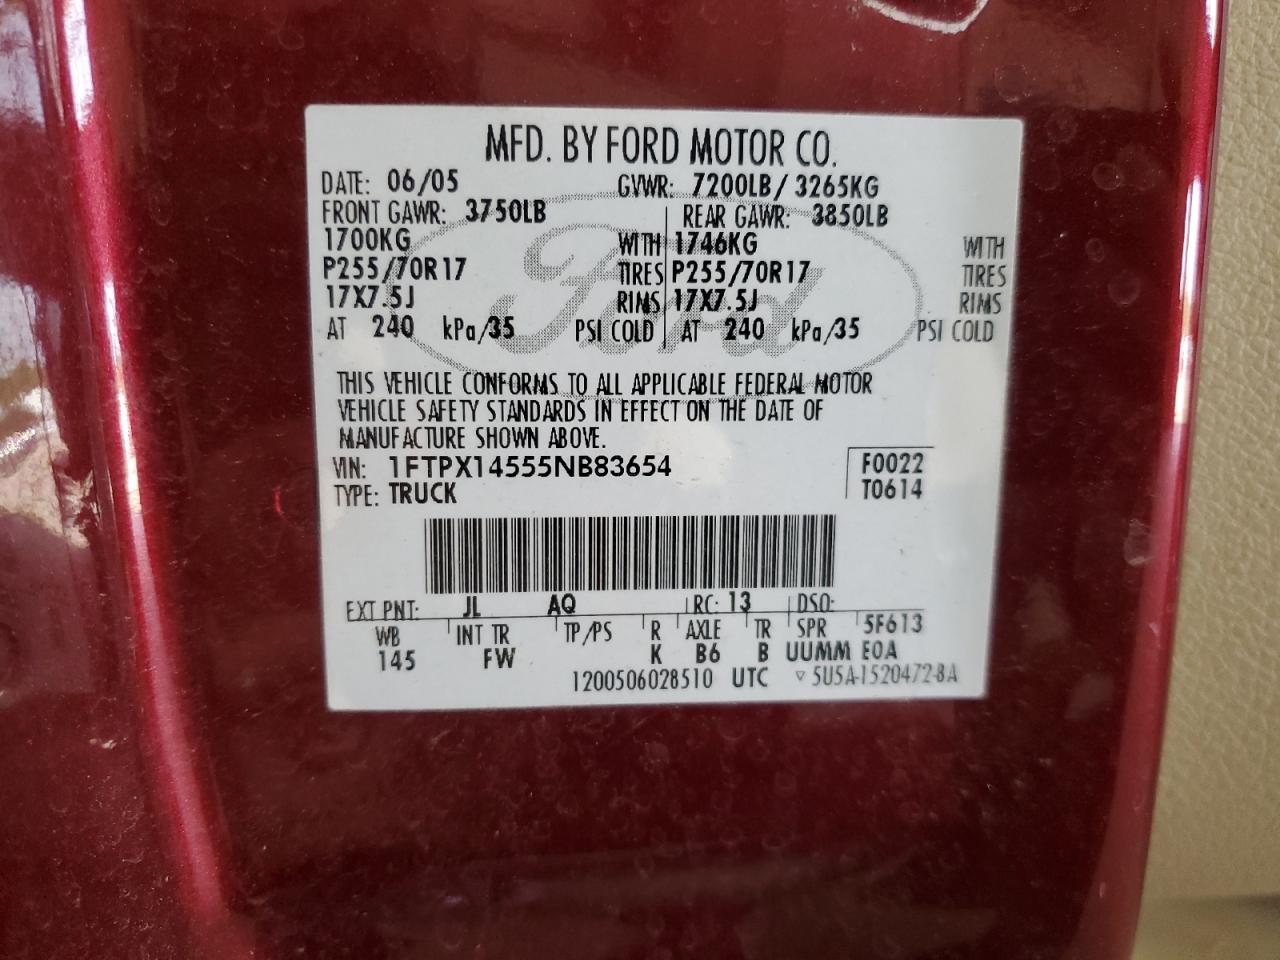 MFD. BY FORD MOTOR CO.
DATE: 06/05 GVWR: 7200LB / 3265KG
FRONT GAWR: 3750LB REAR GAWR: 3850LB
1700KG WITH 1746KG WITH
P255/70R17 TIRES P255/70R17 TIRES
17X7.5J RIMS 17X7.5J RIMS
AT 240 kPa/35 PSI COLD AT 240 kPa/35 PSI COLD
Ford
THIS VEHICLE CONFORMS TO ALL APPLICABLE FEDERAL MOTOR
VEHICLE SAFETY STANDARDS IN EFFECT ON THE DATE OF
MANUFACTURE SHOWN ABOVE.
VIN: 1FTPX14555NB83654 F0022
TYPE: TRUCK T0614
EXT PNT: JL AQ RC: 13 DSO:
WB INT TR TP/PS R AXLE TR SPR 5F613
145 FW K B6 B UUMM EOA
1200506028510 UTC ▽ 5U5A-1520472-BA